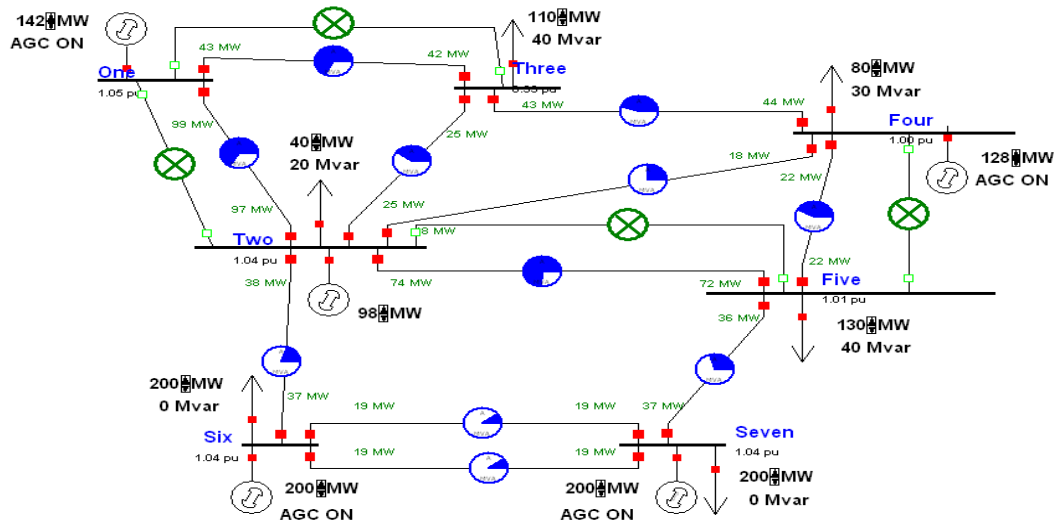 142 MW
AGC ON
110 MW
40 Mvar
43 MW
42 MW
One
Three
1.05 pu
43 MW
44 MW
80 MW
30 Mvar
Four
1.00 pu
99 MW
25 MW
40 MW
20 Mvar
18 MW
22 MW
128 MW
AGC ON
97 MW
25 MW
Two
1.04 pu
38 MW
74 MW
98 MW
22 MW
72 MW
Five
1.01 pu
36 MW
130 MW
40 Mvar
200 MW
0 Mvar
37 MW
19 MW
19 MW
37 MW
Six
1.04 pu
Seven
1.04 pu
19 MW
19 MW
200 MW
AGC ON
200 MW
AGC ON
200 MW
0 Mvar